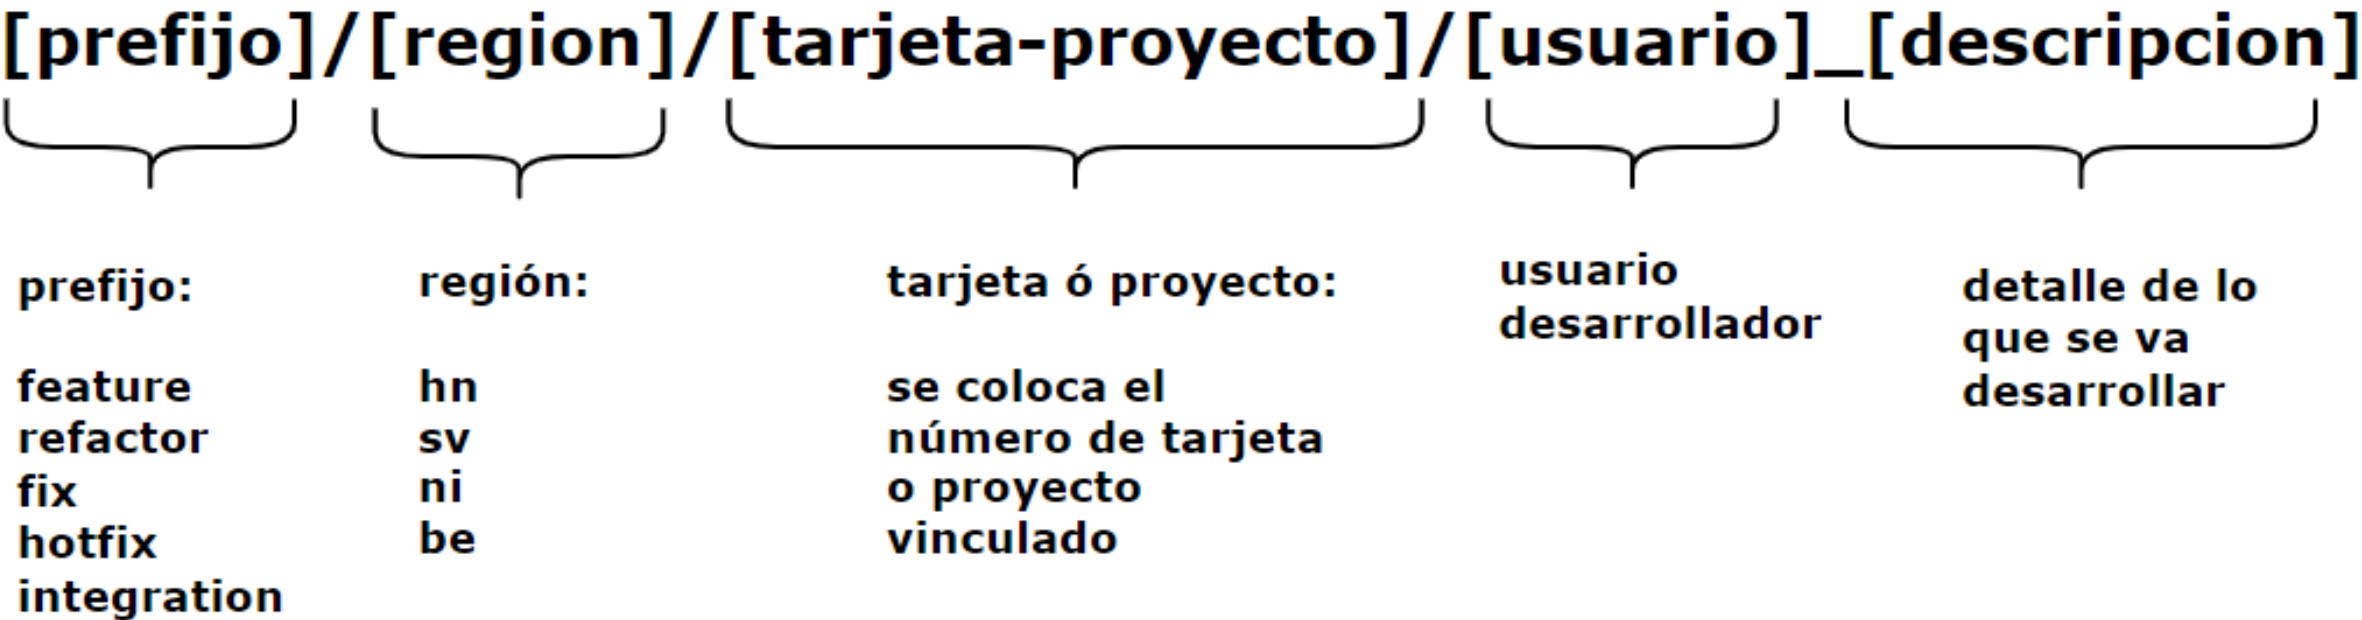 [prefijo]/[region]/[tarjeta-proyecto]/[usuario]_[descripcion]
prefijo:
feature
refactor
fix
hotfix
integration
región:
hn
sv
ni
be
tarjeta ó proyecto:
se coloca el
número de tarjeta
o proyecto
vinculado
usuario
desarrollador
detalle de lo
que se va
desarrollar